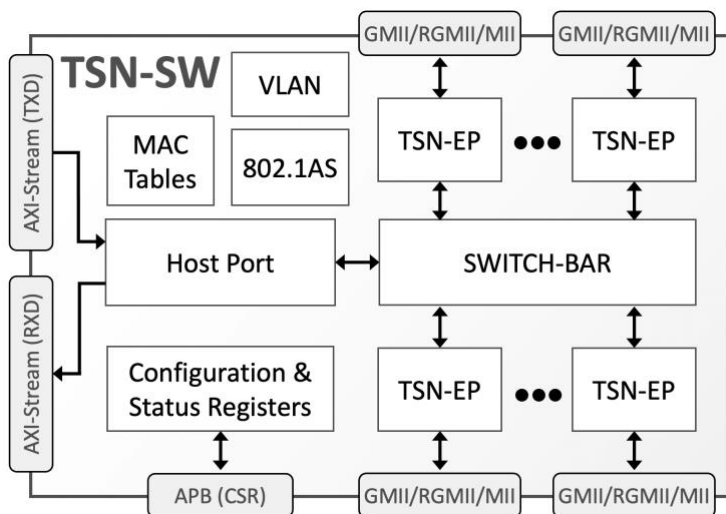 GMII/RGMII/MII
GMII/RGMII/MII
TSN-SW
VLAN
AXI-Stream (TXD)
MAC
Tables
802.1AS
TSN-EP
TSN-EP
Host Port
SWITCH-BAR
AXI-Stream (RXD)
Configuration &
Status Registers
TSN-EP
TSN-EP
APB (CSR)
GMII/RGMII/MII
GMII/RGMII/MII